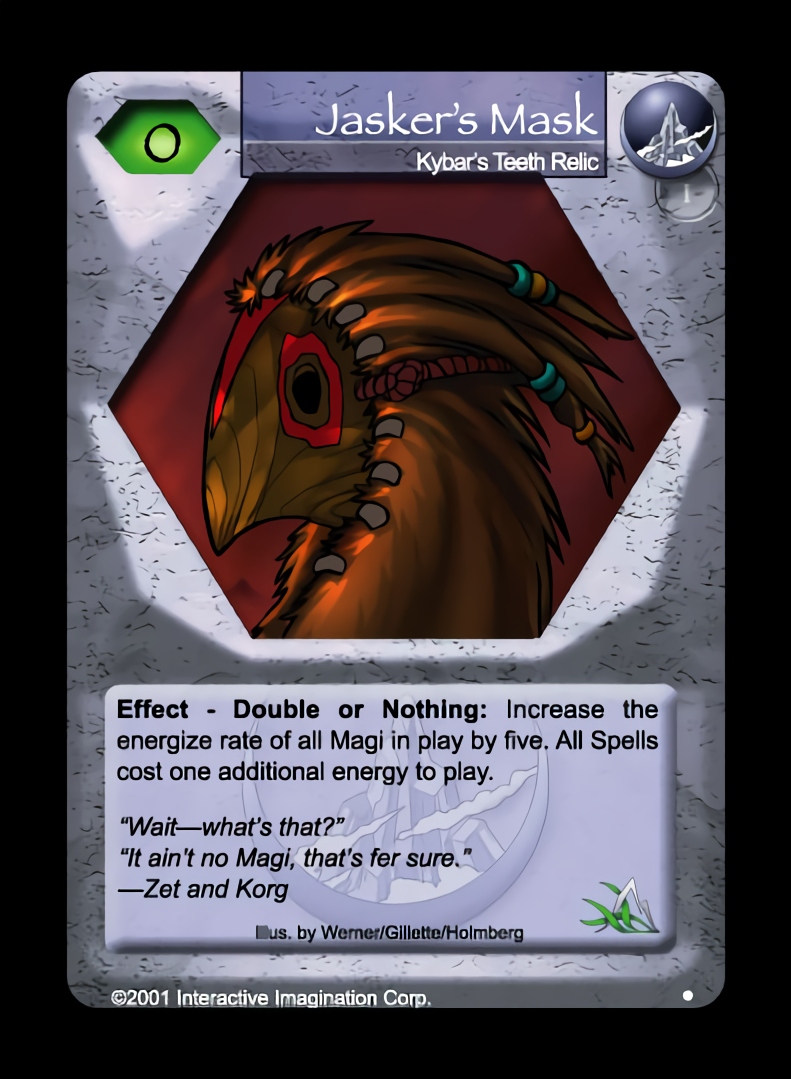 0
Jasker's Mask
Kybar's Teeth Relic
1
Effect - Double or Nothing: Increase the
energize rate of all Magi in play by five. All Spells
cost one additional energy to play.
“Wait—what's that?”
“It ain't no Magi, that's fer sure.”
—Zet and Korg
Illus. by Werner/Gillette/Holmberg
©2001 Interactive Imagination Corp.